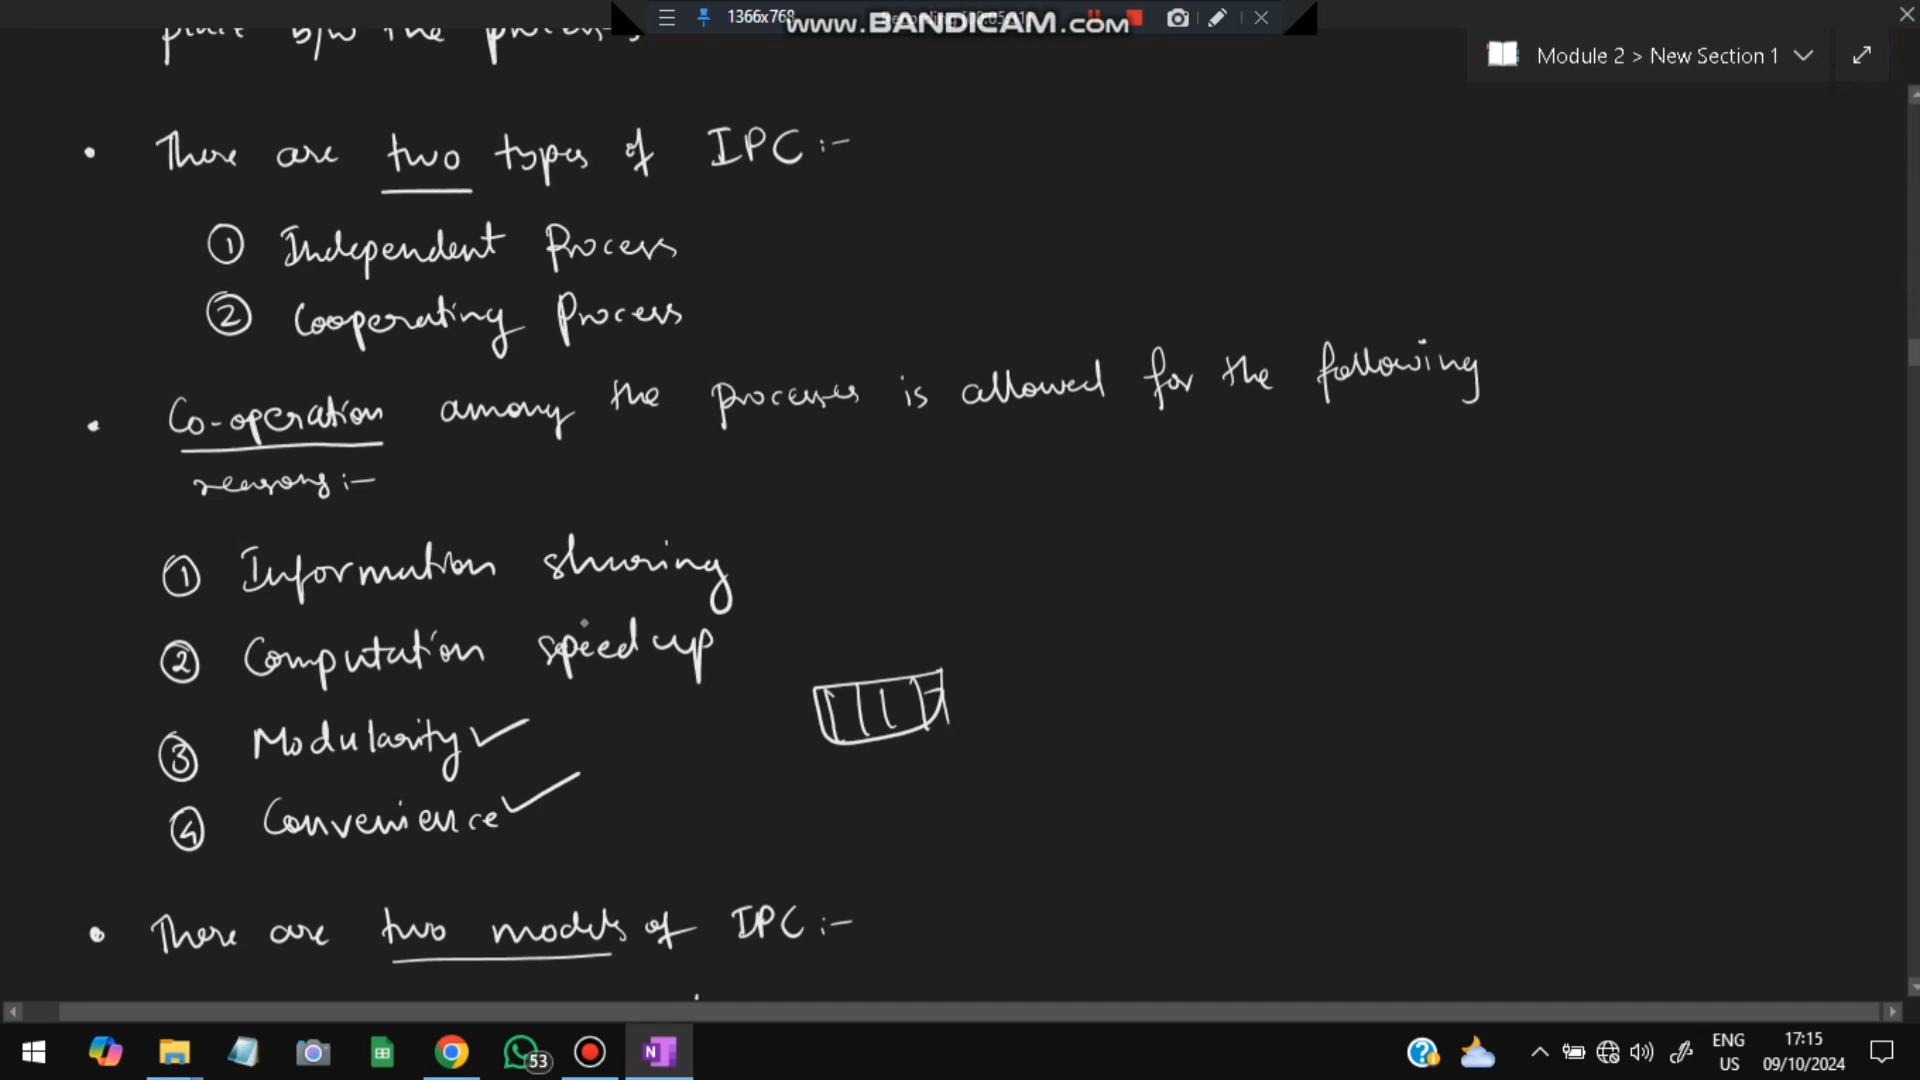 1366x768
www.BANDICAM.com
Module 2 > New Section 1
the
• There are two types of IPC :-
① Independent Process
② Cooperating Process
• Co-operation among the processes is allowed for the following
reasons :-
① Information sharing
② Computation speed up
③ Modularity ✓
④ Convenience ✓
• There are two models of IPC :-
53
N
ENG
US
17:15
09/10/2024